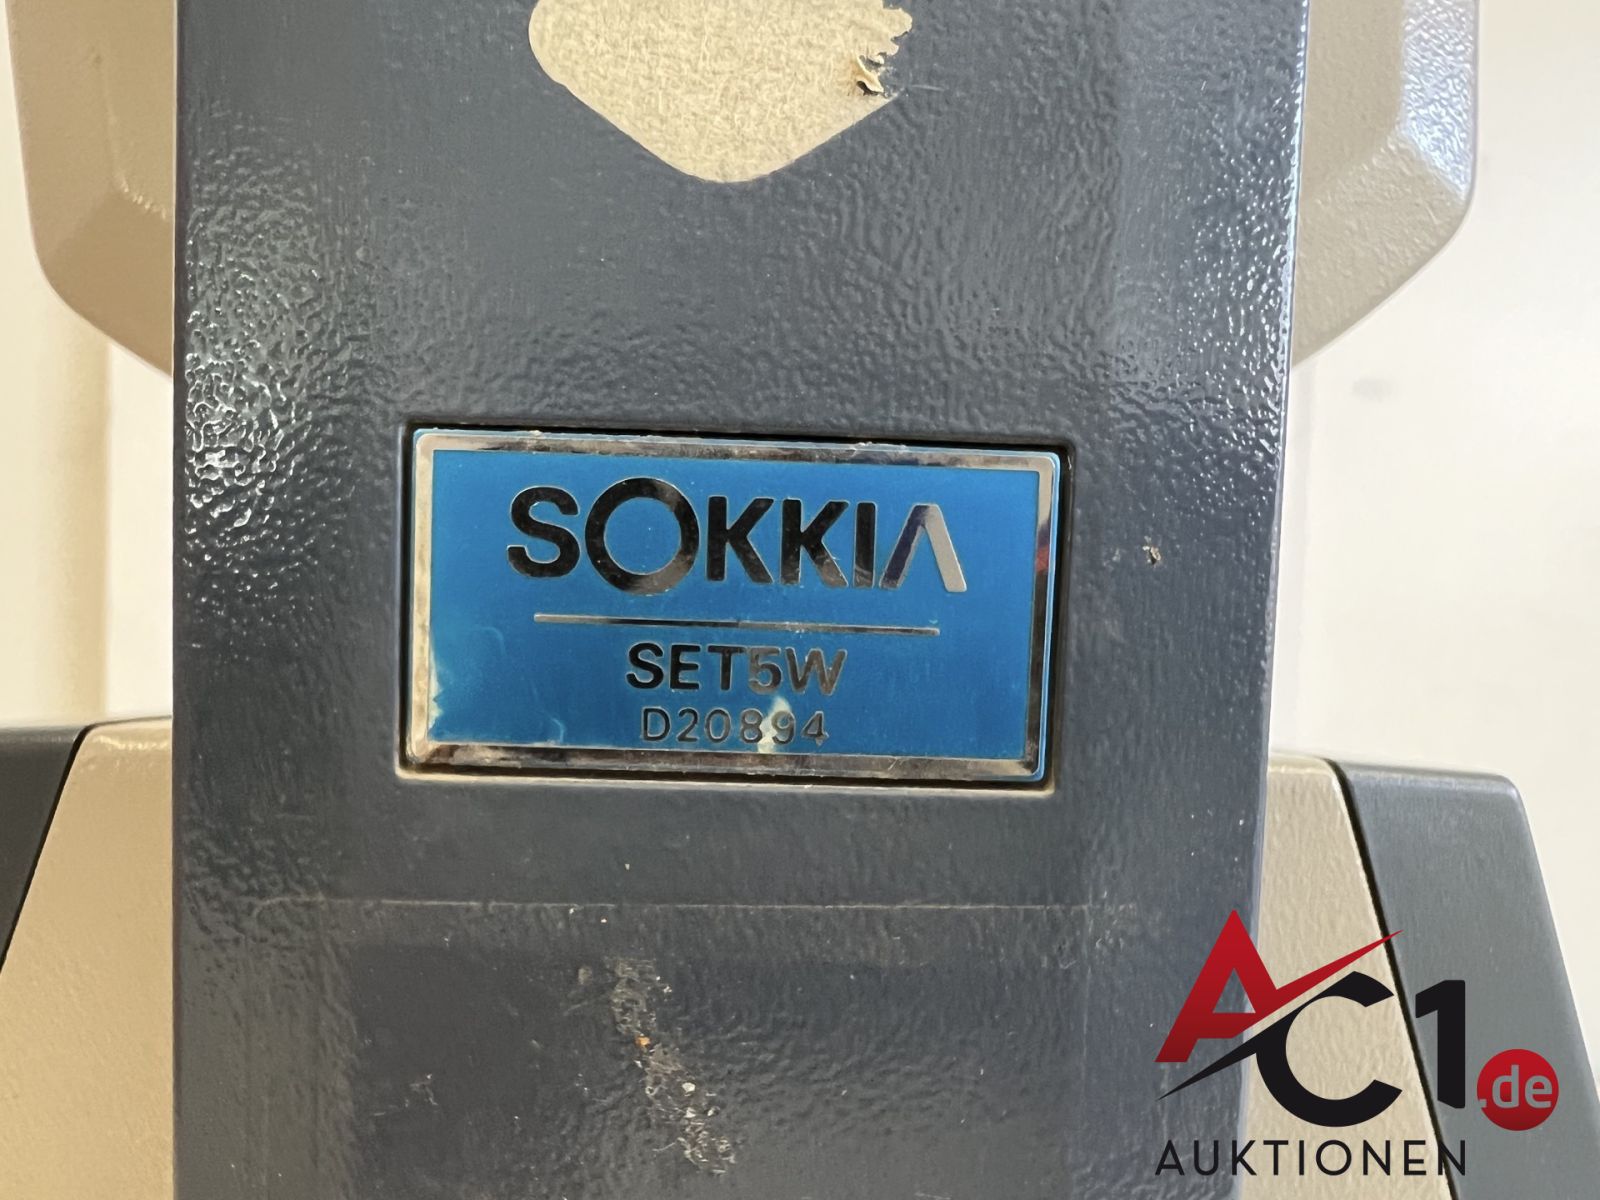 SOKKIA
SET5W
D20894
AC1.de
AUKTIONEN